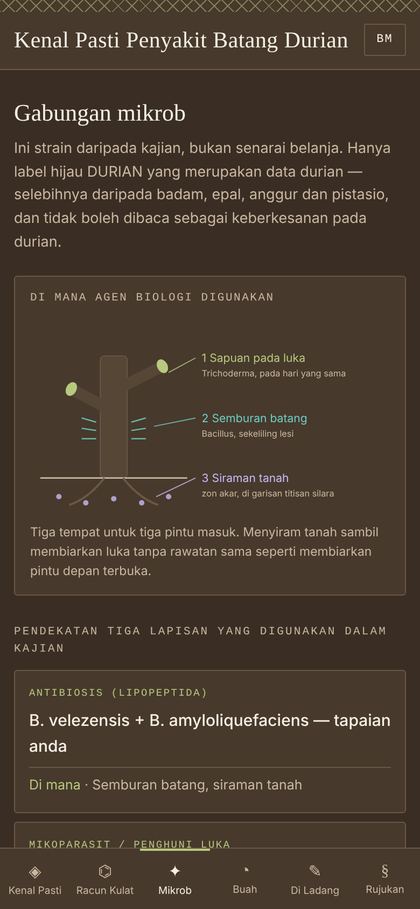 Kenal Pasti Penyakit Batang Durian
BM
Gabungan mikrob
Ini strain daripada kajian, bukan senarai belanja. Hanya
label hijau DURIAN yang merupakan data durian —
selebihnya daripada badam, epal, anggur dan pistasio,
dan tidak boleh dibaca sebagai keberkesanan pada
durian.
DI MANA AGEN BIOLOGI DIGUNAKAN
1 Sapuan pada luka
Trichoderma, pada hari yang sama
2 Semburan batang
Bacillus, sekeliling lesi
3 Siraman tanah
zon akar, di garisan titisan silara
Tiga tempat untuk tiga pintu masuk. Menyiram tanah sambil
membiarkan luka tanpa rawatan sama seperti membiarkan
pintu depan terbuka.
PENDEKATAN TIGA LAPISAN YANG DIGUNAKAN DALAM
KAJIAN
ANTIBIOSIS (LIPOPEPTIDA)
B. velezensis + B. amyloliquefaciens — tapaian
anda
Di mana · Semburan batang, siraman tanah
MIKOPARASIT / PENGHUNI LUKA
Kenal Pasti
Racun Kulat
Mikrob
Buah
Di Ladang
§
Rujukan